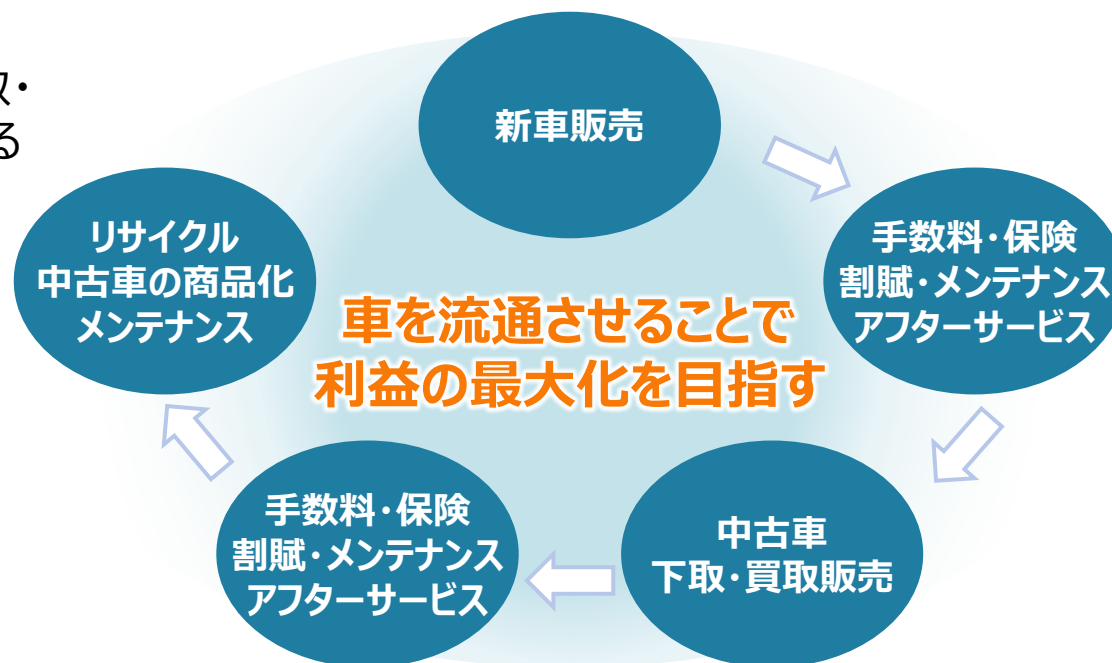 取・
る
新車販売
手数料・保険
割賦・メンテナンス
アフターサービス
中古車
下取・買取販売
手数料・保険
割賦・メンテナンス
アフターサービス
リサイクル
中古車の商品化
メンテナンス
車を流通させることで
利益の最大化を目指す